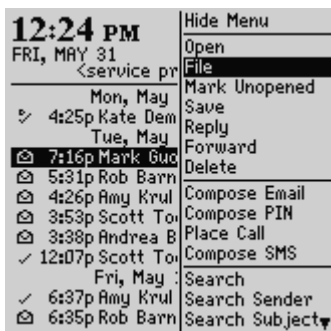 12:24 PM
FRI, MAY 31
<service pr
Mon, May
4:25p Kate Dem
Tue, May
7:16p Mark Guo
5:31p Rob Barn
4:26p Amy Krul
3:53p Scott To
3:38p Andrea B
12:07p Scott To
Fri, May
6:37p Amy Krul
6:35p Rob Barn
Hide Menu
Open
File
Mark Unopened
Save
Reply
Forward
Delete
Compose Email
Compose PIN
Place Call
Compose SMS
Search
Search Sender
Search Subject